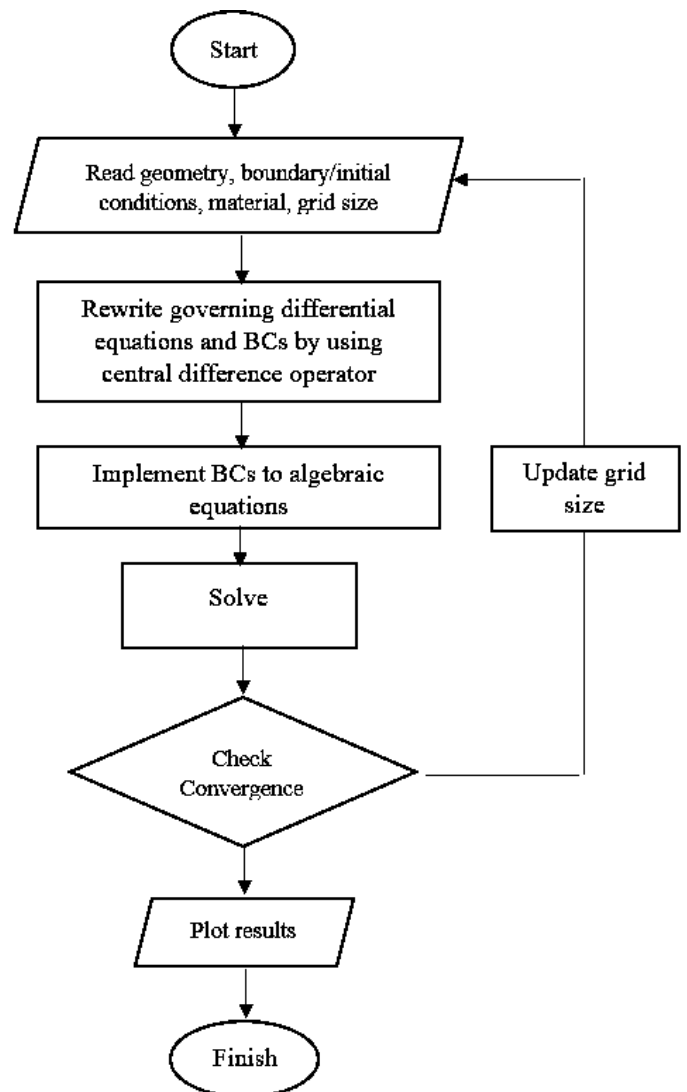 Start
Read geometry, boundary/initial
conditions, material, grid size
Rewrite governing differential
equations and BCs by using
central difference operator
Implement BCs to algebraic
equations
Update grid
size
Solve
Check
Convergence
Plot results
Finish